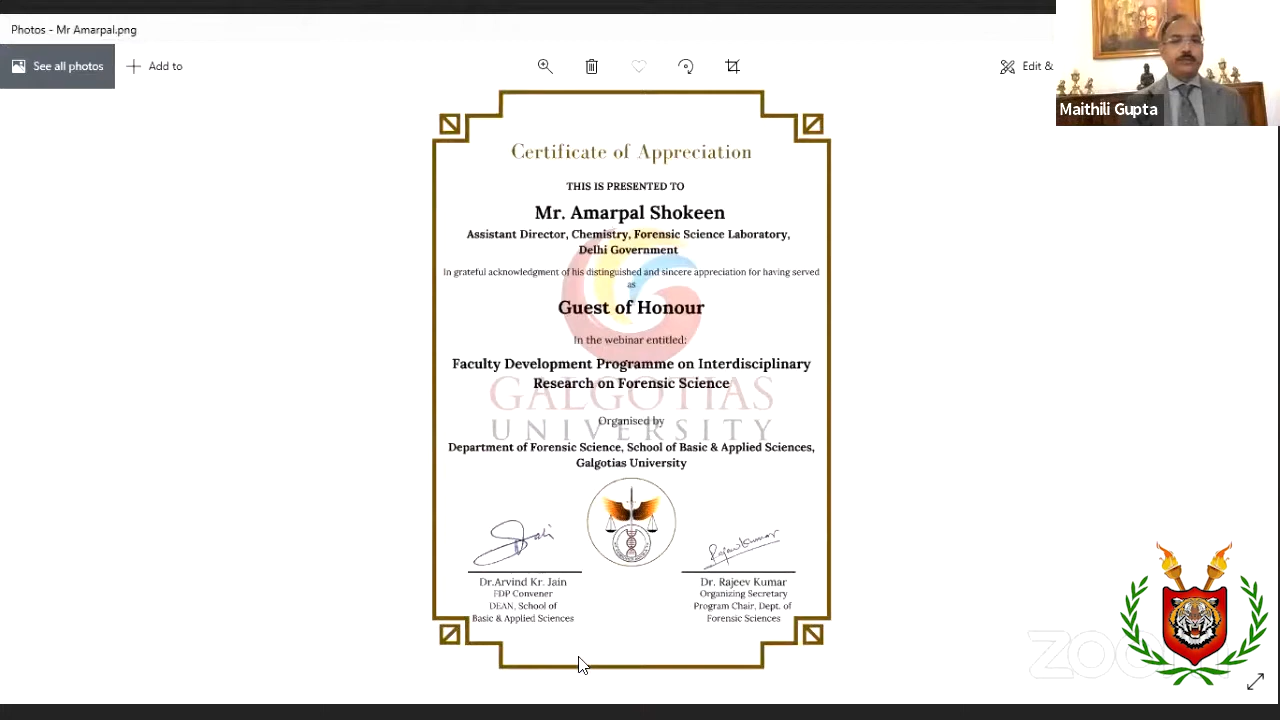 Photos - Mr Amarpal.png
See all photos
Add to
Edit &
Maithili Gupta
Certificate of Appreciation
THIS IS PRESENTED TO
Mr. Amarpal Shokeen
Assistant Director, Chemistry, Forensic Science Laboratory,
Delhi Government
In grateful acknowledgment of his distinguished and sincere appreciation for having served
as
Guest of Honour
In the webinar entitled:
Faculty Development Programme on Interdisciplinary
Research on Forensic Science
GALGOTIAS
UNIVERSITY
Organised by
Department of Forensic Science, School of Basic & Applied Sciences,
Galgotias University
Rajeev Kumar
Dr.Arvind Kr. Jain
FDP Convener
DEAN, School of
Basic & Applied Sciences
Dr. Rajeev Kumar
Organizing Secretary
Program Chair, Dept. of
Forensic Sciences
zoom